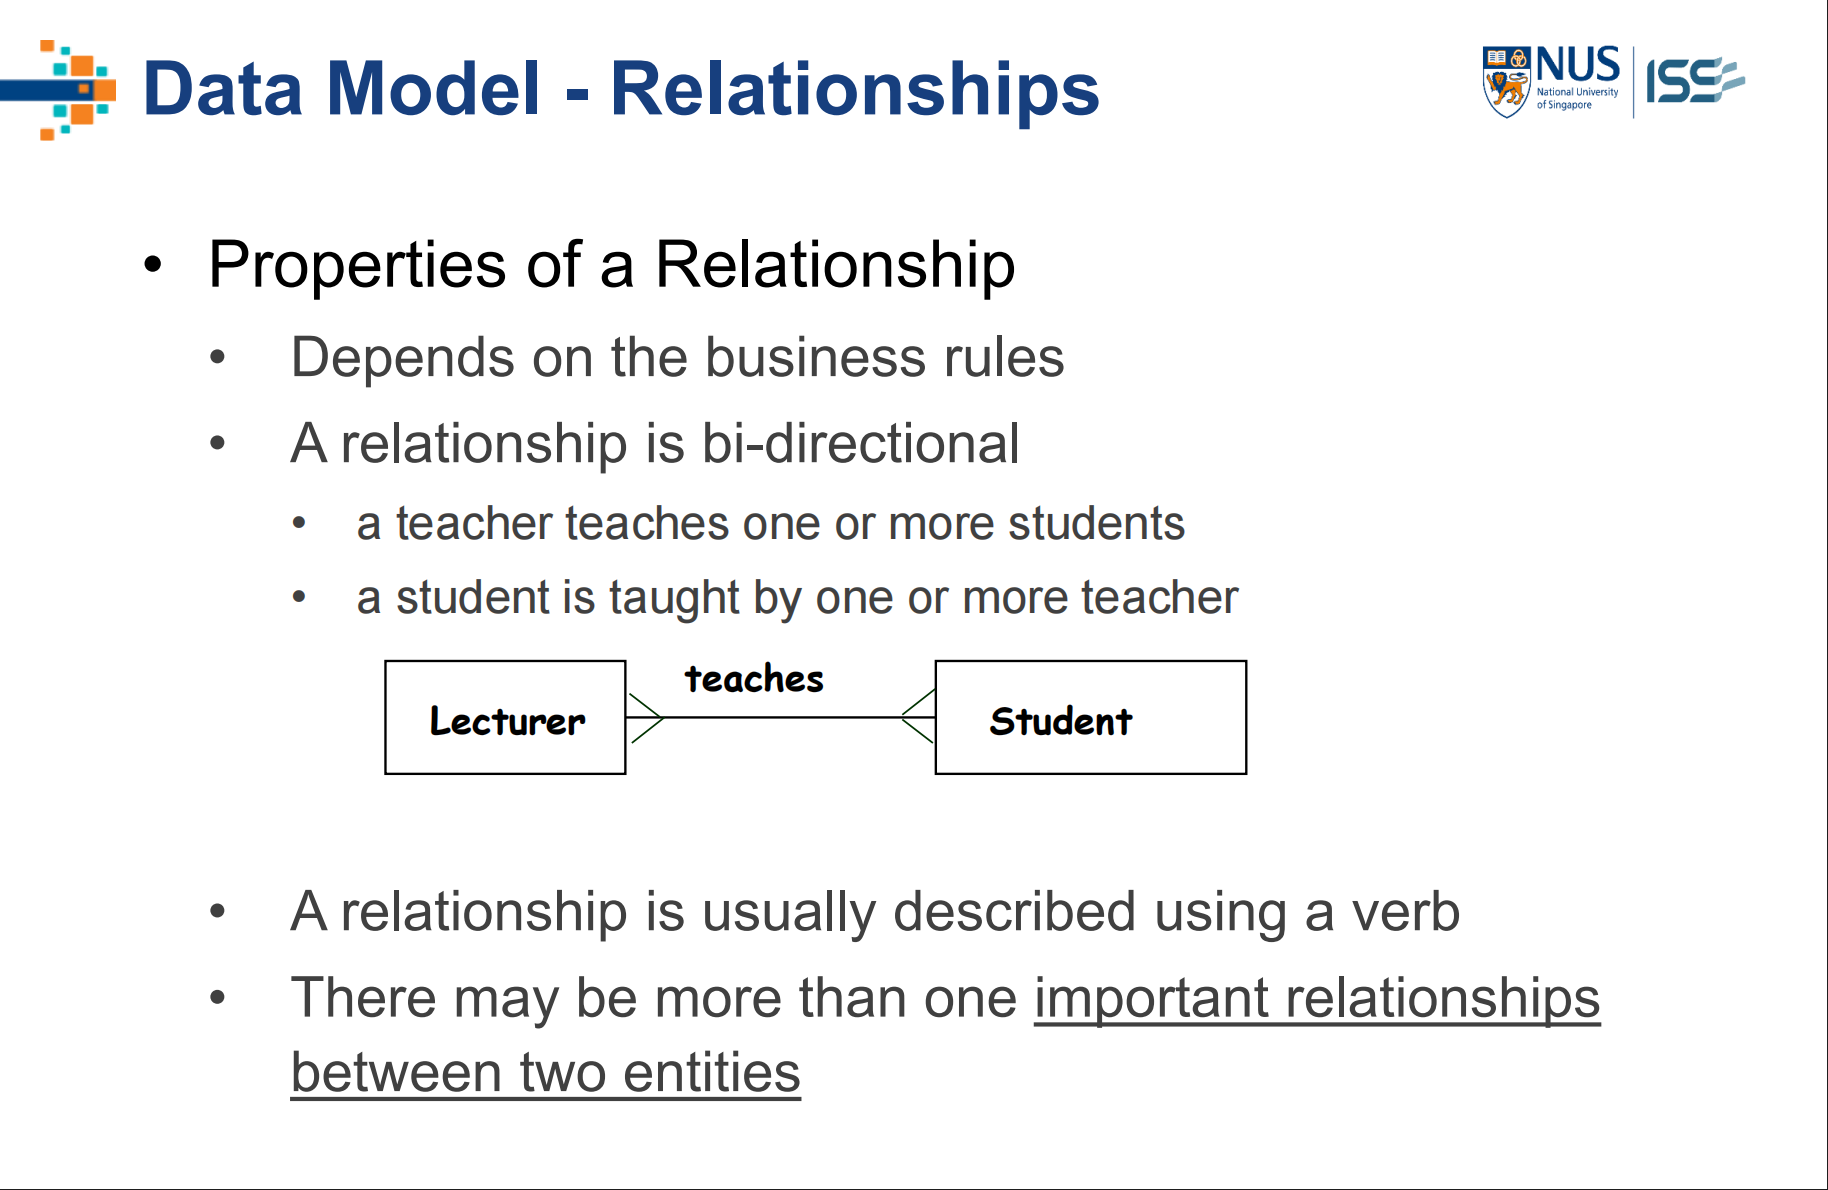 Data Model - Relationships
NUS
National University
of Singapore
ISS
• Properties of a Relationship
• Depends on the business rules
• A relationship is bi-directional
• a teacher teaches one or more students
• a student is taught by one or more teacher
teaches
Lecturer
Student
• A relationship is usually described using a verb
• There may be more than one important relationships
between two entities